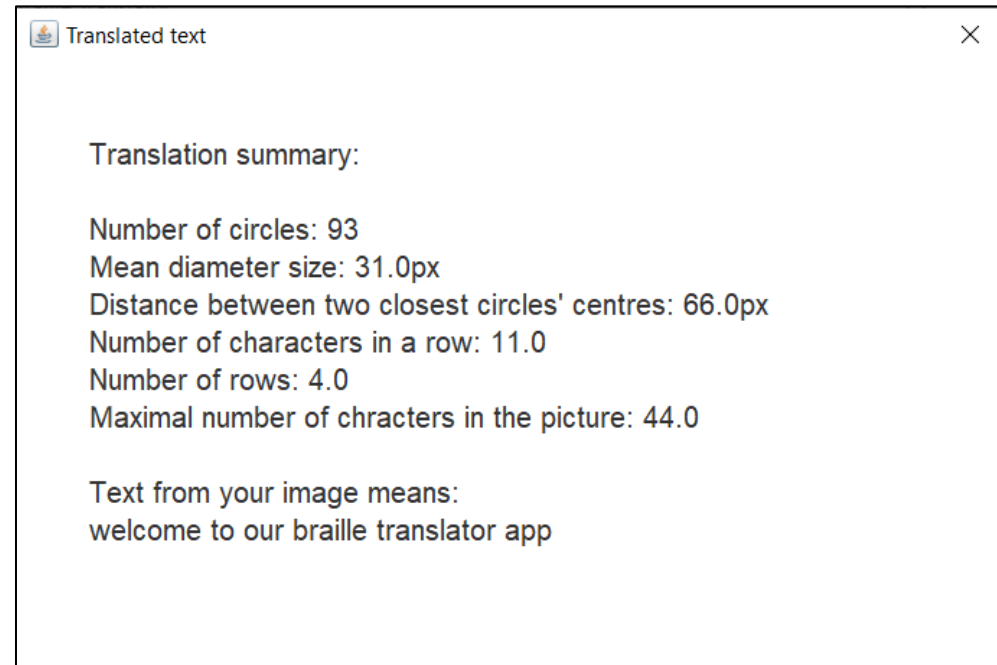 Translated text
Translation summary:
Number of circles: 93
Mean diameter size: 31.0px
Distance between two closest circles' centres: 66.0px
Number of characters in a row: 11.0
Number of rows: 4.0
Maximal number of chracters in the picture: 44.0
Text from your image means:
welcome to our braille translator app